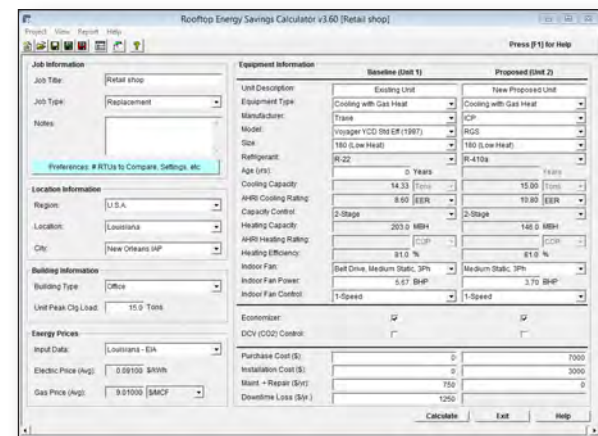 Rooftop Energy Savings Calculator v3.60 [Retail shop]
Project View Report Help
Press [F1] for Help
Job Information
Job Title: Retail shop
Job Type: Replacement
Notes:
Preferences: # RTUs to Compare, Settings, etc
Location Information
Region: U.S.A.
Location: Louisiana
City: New Orleans IAP
Building Information
Building Type: Office
Unit Peak Clg Load: 15.0 Tons
Energy Prices
Input Data: Louisiana - EIA
Electric Price (Avg): 0.09100 $/kWh
Gas Price (Avg): 9.01000 $/MCF
Equipment Information
Baseline (Unit 1) Proposed (Unit 2)
Unit Description: Existing Unit New Proposed Unit
Equipment Type: Cooling with Gas Heat Cooling with Gas Heat
Manufacturer: Trane ICP
Model: Voyager YCD Std Eff (1997) RGS
Size: 180 (Low Heat) 180 (Low Heat)
Refrigerant: R-22 R-410a
Age (yrs): 0 Years Years
Cooling Capacity: 14.33 Tons 15.00 Tons
AHRI Cooling Rating: 8.60 EER 10.80 EER
Capacity Control: 2-Stage 2-Stage
Heating Capacity: 203.0 MBH 148.0 MBH
AHRI Heating Rating: COP COP
Heating Efficiency: 81.0 % 81.0 %
Indoor Fan: Belt Drive, Medium Static, 3Ph Medium Static, 3Ph
Indoor Fan Power: 5.67 BHP 3.70 BHP
Indoor Fan Control: 1-Speed 1-Speed
Economizer:
DCV (CO2) Control:
Purchase Cost ($): 0 7000
Installation Cost ($): 0 3000
Maint. + Repair ($/yr): 750 0
Downtime Loss ($/yr.) 1250
Calculate Exit Help